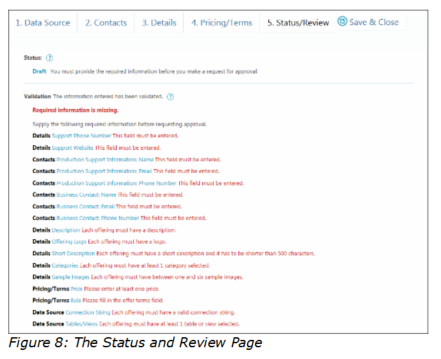 1. Data Source 2. Contacts 3. Details 4. Pricing/Terms 5. Status/Review Save & Close
Status: (?)
Draft You must provide the required information before you make a request for approval
Validation The information entered has been validated. (?)
Required information is missing.
Supply the following required information before requesting approval.
Details Support Phone Number This field must be entered.
Details Support Website This field must be entered.
Contacts Production Support Information: Name This field must be entered.
Contacts Production Support Information: Email This field must be entered.
Contacts Production Support Information: Phone Number This field must be entered.
Contacts Business Contact: Name This field must be entered.
Contacts Business Contact: Email This field must be entered.
Contacts Business Contact: Phone Number This field must be entered.
Details Description Each offering must have a description.
Details Offering Logo Each offering must have a logo.
Details Short Description Each offering must have a short description and it has to be shorter than 500 characters.
Details Categories Each offering must have at least 1 category selected.
Details Sample Images Each offering must have between one and six sample images.
Pricing/Terms Price Please enter at least one price.
Pricing/Terms Please fill in the offer terms field.
Data Source Connection String Each offering must have a valid connection string.
Data Source Tables/Views Each offering must have at least 1 table or view selected.
Figure 8: The Status and Review Page